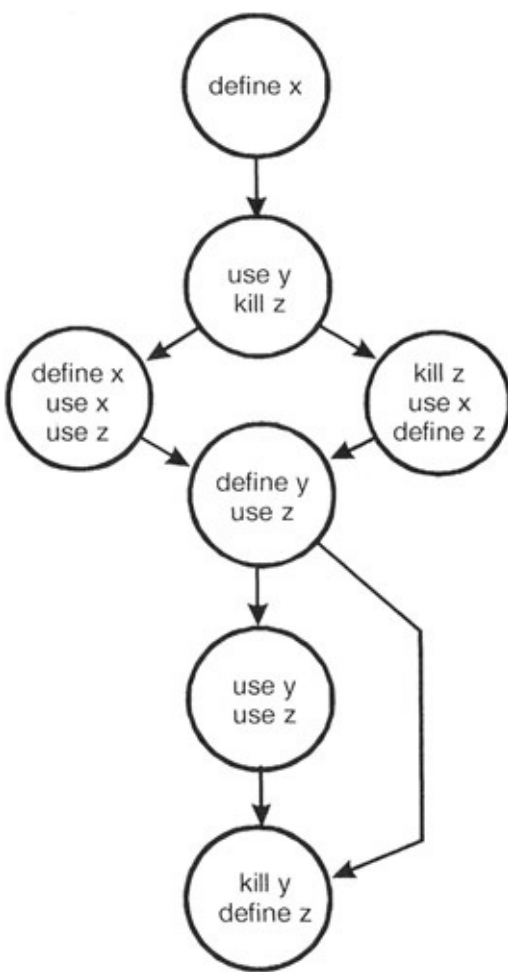 define x
use y
kill z
define x
use x
use z
kill z
use x
define z
define y
use z
use y
use z
kill y
define z